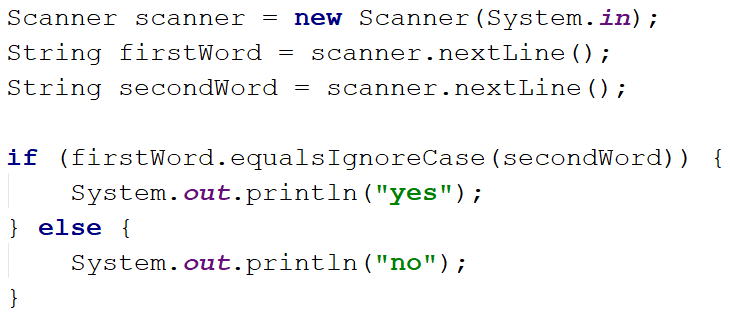 Scanner scanner = new Scanner(System.in);
String firstWord = scanner.nextLine();
String secondWord = scanner.nextLine();

if (firstWord.equalsIgnoreCase(secondWord)) {
    System.out.println("yes");
} else {
    System.out.println("no");
}